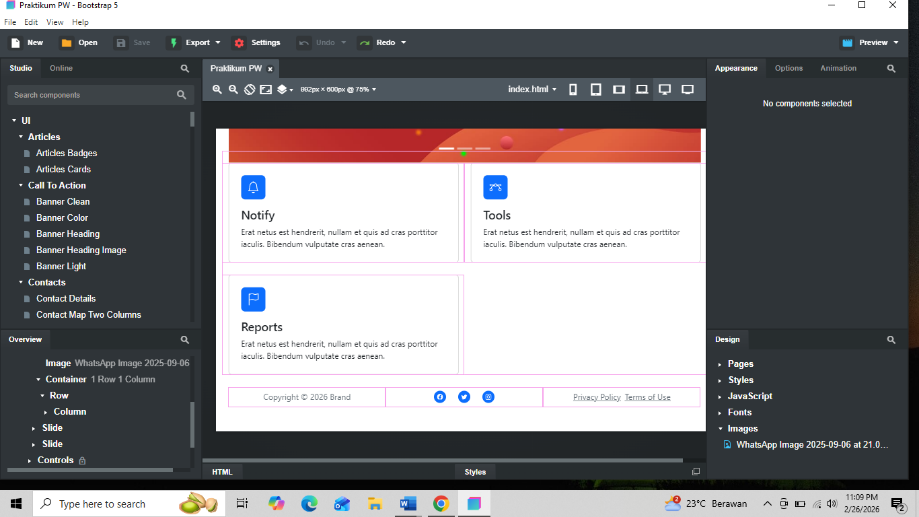 Praktikum PW - Bootstrap 5
File Edit View Help
New Open Save Export Settings Undo Redo Preview
Studio Online
Praktikum PW
Appearance Options Animation
Search components
992px × 600px @ 75%
index.html
No components selected
UI
Articles
Articles Badges
Articles Cards
Call To Action
Banner Clean
Banner Color
Banner Heading
Banner Heading Image
Banner Light
Contacts
Contact Details
Contact Map Two Columns
Notify
Erat netus est hendrerit, nullam et quis ad cras porttitor
iaculis. Bibendum vulputate cras aenean.
Tools
Erat netus est hendrerit, nullam et quis ad cras porttitor
iaculis. Bibendum vulputate cras aenean.
Reports
Erat netus est hendrerit, nullam et quis ad cras porttitor
iaculis. Bibendum vulputate cras aenean.
Copyright © 2026 Brand
Privacy Policy Terms of Use
Overview
Image WhatsApp Image 2025-09-06
Container 1 Row 1 Column
Row
Column
Slide
Slide
Controls
HTML
Styles
Design
Pages
Styles
JavaScript
Fonts
Images
WhatsApp Image 2025-09-06 at 21.0...
Type here to search
23°C Berawan
11:09 PM
2/26/2026
2
2